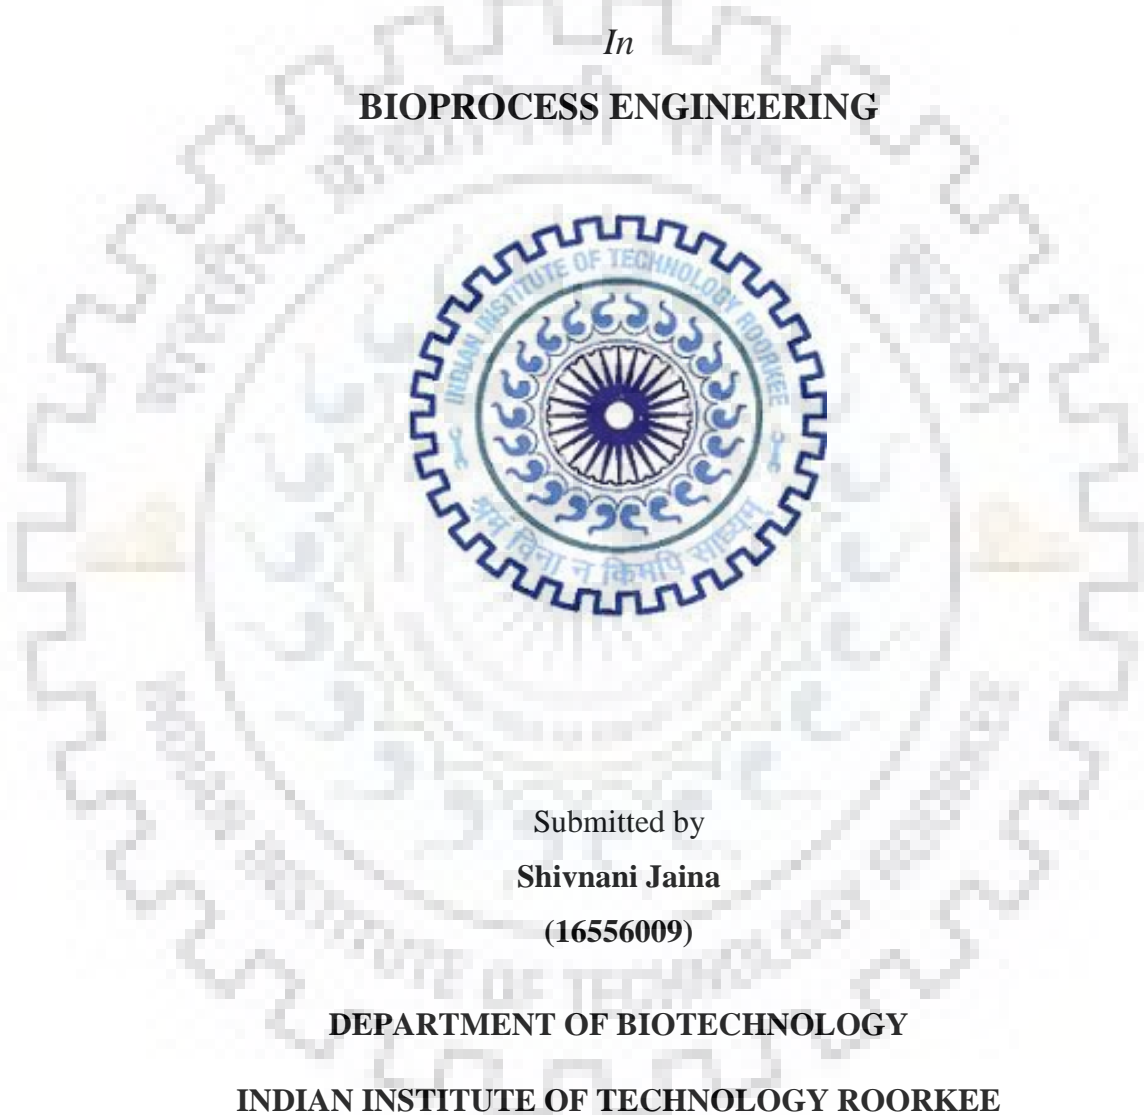 In
BIOPROCESS ENGINEERING
INDIAN INSTITUTE OF TECHNOLOGY ROORKEE
श्रमं विना न किमपि साध्यम्
Submitted by
Shivnani Jaina
(16556009)
DEPARTMENT OF BIOTECHNOLOGY
INDIAN INSTITUTE OF TECHNOLOGY ROORKEE